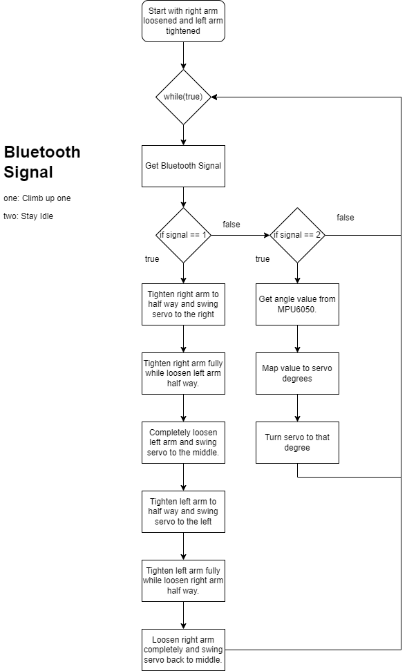 Start with right arm
loosened and left arm
tightened
while(true)
Bluetooth
Signal
one: Climb up one
two: Stay Idle
Get Bluetooth Signal
if signal == 1
false
if signal == 2
false
true
true
Tighten right arm to
half way and swing
servo to the right
Get angle value from
MPU6050.
Tighten right arm fully
while loosen left arm
half way.
Map value to servo
degrees
Completely loosen
left arm and swing
servo to the middle.
Turn servo to that
degree
Tighten left arm to
half way and swing
servo to the left
Tighten left arm fully
while loosen right arm
half way.
Loosen right arm
completely and swing
servo back to middle.